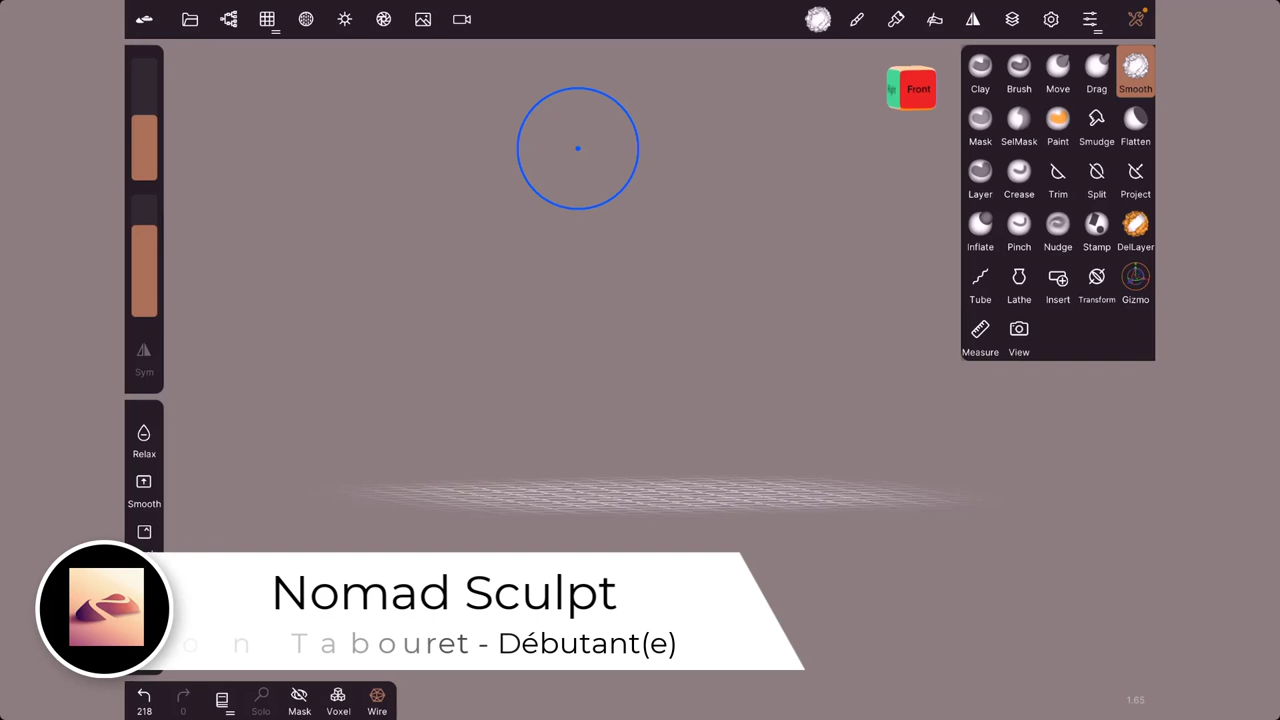 Front
Clay Brush Move Drag Smooth
Mask SelMask Paint Smudge Flatten
Layer Crease Trim Split Project
Inflate Pinch Nudge Stamp DelLayer
Tube Lathe Insert Transform Gizmo
Measure View
Sym
Relax
Smooth
Nomad Sculpt
on Tabouret - Débutant(e)
218 0 Solo Mask Voxel Wire
1.65